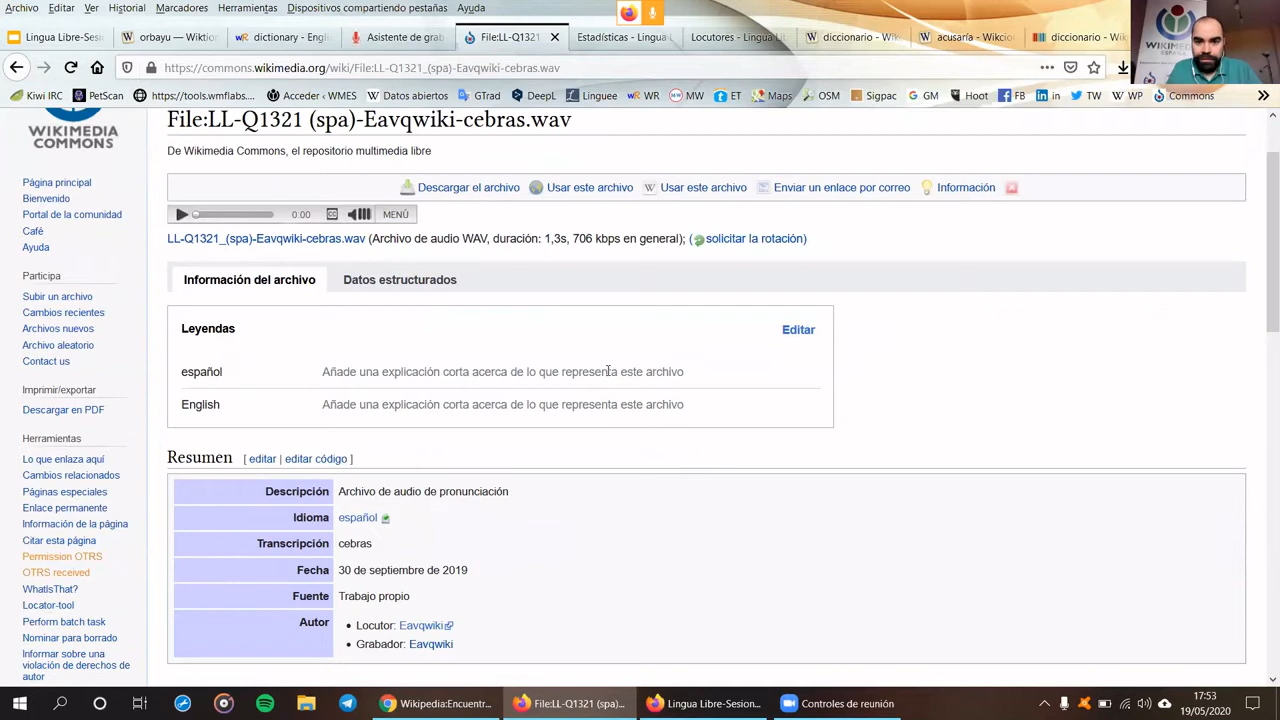 Archivo Editar Ver Historial Marcadores Herramientas Dispositivos compartiendo pestañas Ayuda
Lingua Libre-Sesi
orbayu — Wiktion
dictionary - Engl
Asistente de grab
File:LL-Q1321
Estadísticas - Lingua L
Locutores - Lingua Lib
diccionario - Wi
acusaría - Wikcio
diccionario -
https://commons.wikimedia.org/wiki/File:LL-Q1321_(spa)-Eavqwiki-cebras.wav
Kiwi IRC PetScan https://tools.wmflabs.... Acceder ‹ WMES Datos abiertos GTrad DeepL Linguee WR MW ET Maps OSM Sigpac GM Hoot FB in TW WP Commons
WIKIMEDIA
ESPAÑA
WIKIMEDIA
COMMONS
Página principal
Bienvenido
Portal de la comunidad
Café
Ayuda
Participa
Subir un archivo
Cambios recientes
Archivos nuevos
Archivo aleatorio
Contact us
Imprimir/exportar
Descargar en PDF
Herramientas
Lo que enlaza aquí
Cambios relacionados
Páginas especiales
Enlace permanente
Información de la página
Citar esta página
Permission OTRS
OTRS received
WhatIsThat?
Locator-tool
Perform batch task
Nominar para borrado
Informar sobre una
violación de derechos de
autor
File:LL-Q1321 (spa)-Eavqwiki-cebras.wav
De Wikimedia Commons, el repositorio multimedia libre
Descargar el archivo Usar este archivo Usar este archivo Enviar un enlace por correo Información
0:00 CC MENÚ
LL-Q1321_(spa)-Eavqwiki-cebras.wav (Archivo de audio WAV, duración: 1,3s, 706 kbps en general); (solicitar la rotación)
Información del archivo Datos estructurados
Leyendas Editar
español Añade una explicación corta acerca de lo que representa este archivo
English Añade una explicación corta acerca de lo que representa este archivo
Resumen [ editar | editar código ]
Descripción Archivo de audio de pronunciación
Idioma español
Transcripción cebras
Fecha 30 de septiembre de 2019
Fuente Trabajo propio
Autor
• Locutor: Eavqwiki
• Grabador: Eavqwiki
Wikipedia:Encuentr...
File:LL-Q1321 (spa)...
Lingua Libre-Sesion...
Controles de reunión
17:53
19/05/2020